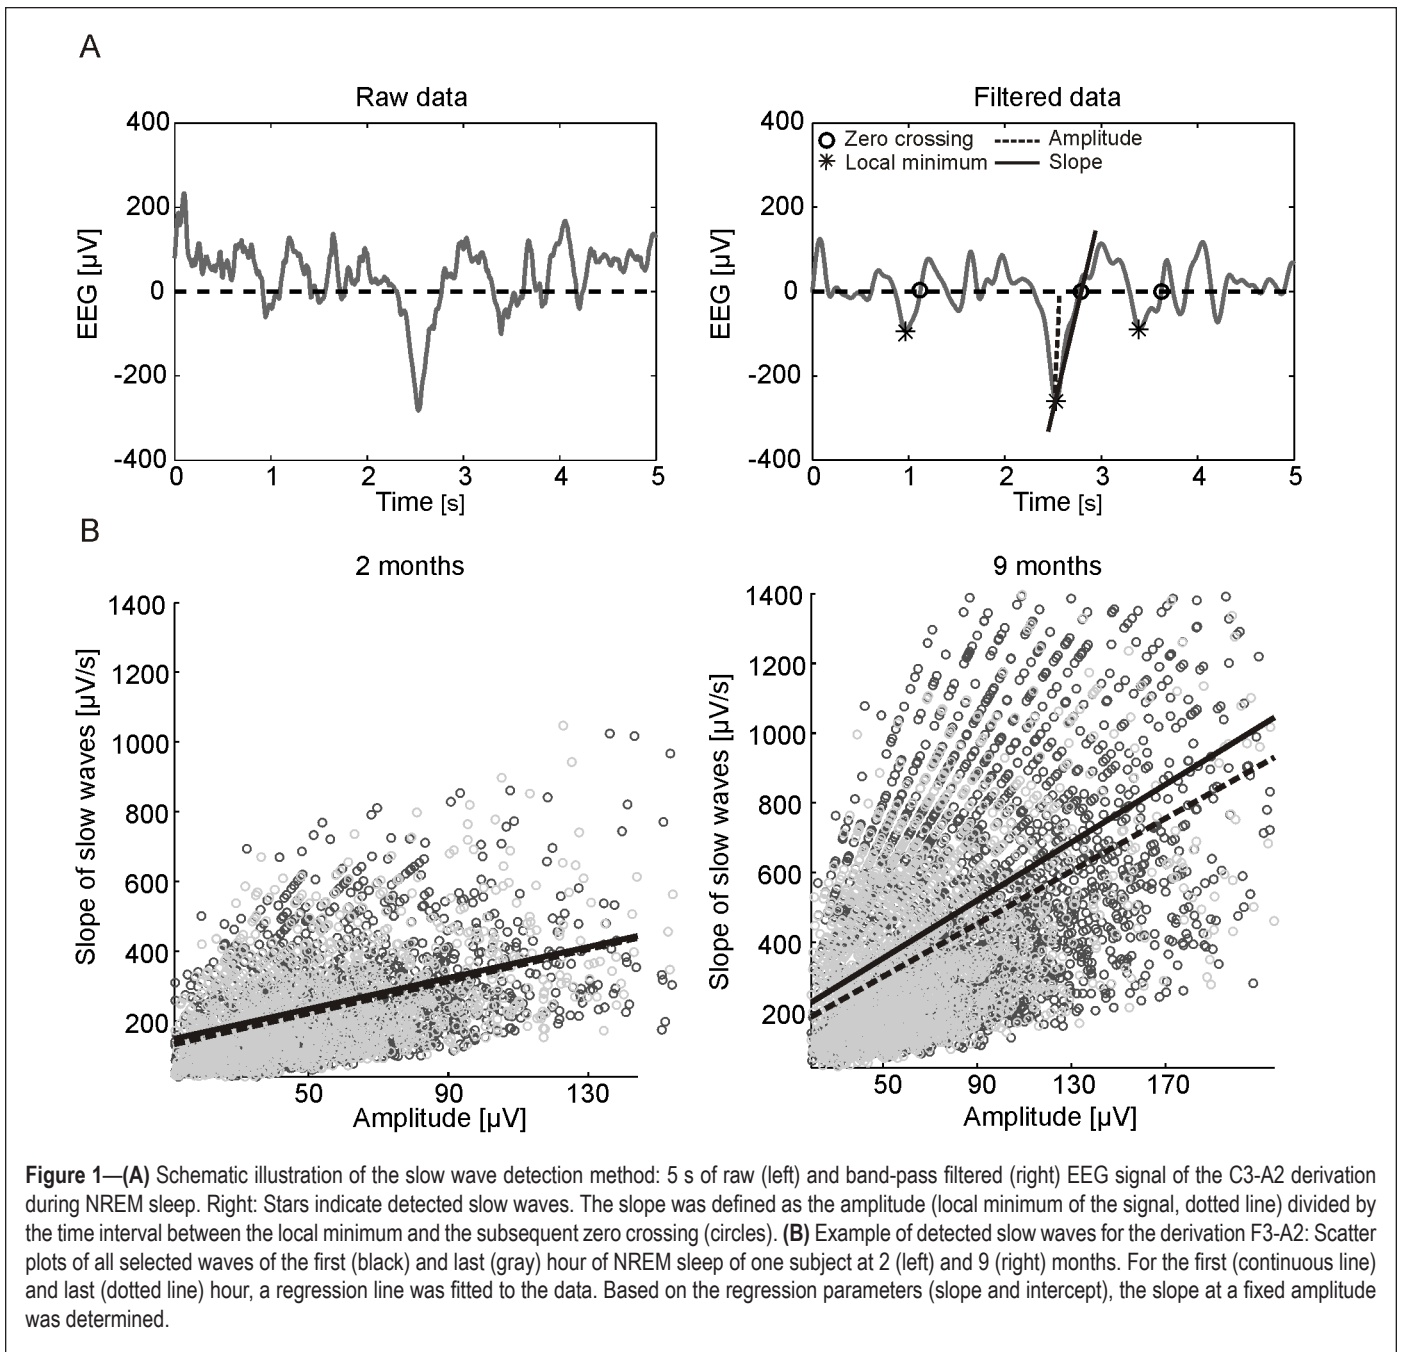 A
Raw data
Filtered data
400
200
0
-200
-400
EEG [µV]
0 1 2 3 4 5
Time [s]
400
200
0
-200
-400
EEG [µV]
Zero crossing
Amplitude
Local minimum
Slope
0 1 2 3 4 5
Time [s]
B
2 months
9 months
1400
1200
1000
800
600
400
200
Slope of slow waves [µV/s]
50 90 130
Amplitude [µV]
1400
1200
1000
800
600
400
200
Slope of slow waves [µV/s]
50 90 130 170
Amplitude [µV]
Figure 1—(A) Schematic illustration of the slow wave detection method: 5 s of raw (left) and band-pass filtered (right) EEG signal of the C3-A2 derivation
during NREM sleep. Right: Stars indicate detected slow waves. The slope was defined as the amplitude (local minimum of the signal, dotted line) divided by
the time interval between the local minimum and the subsequent zero crossing (circles). (B) Example of detected slow waves for the derivation F3-A2: Scatter
plots of all selected waves of the first (black) and last (gray) hour of NREM sleep of one subject at 2 (left) and 9 (right) months. For the first (continuous line)
and last (dotted line) hour, a regression line was fitted to the data. Based on the regression parameters (slope and intercept), the slope at a fixed amplitude
was determined.